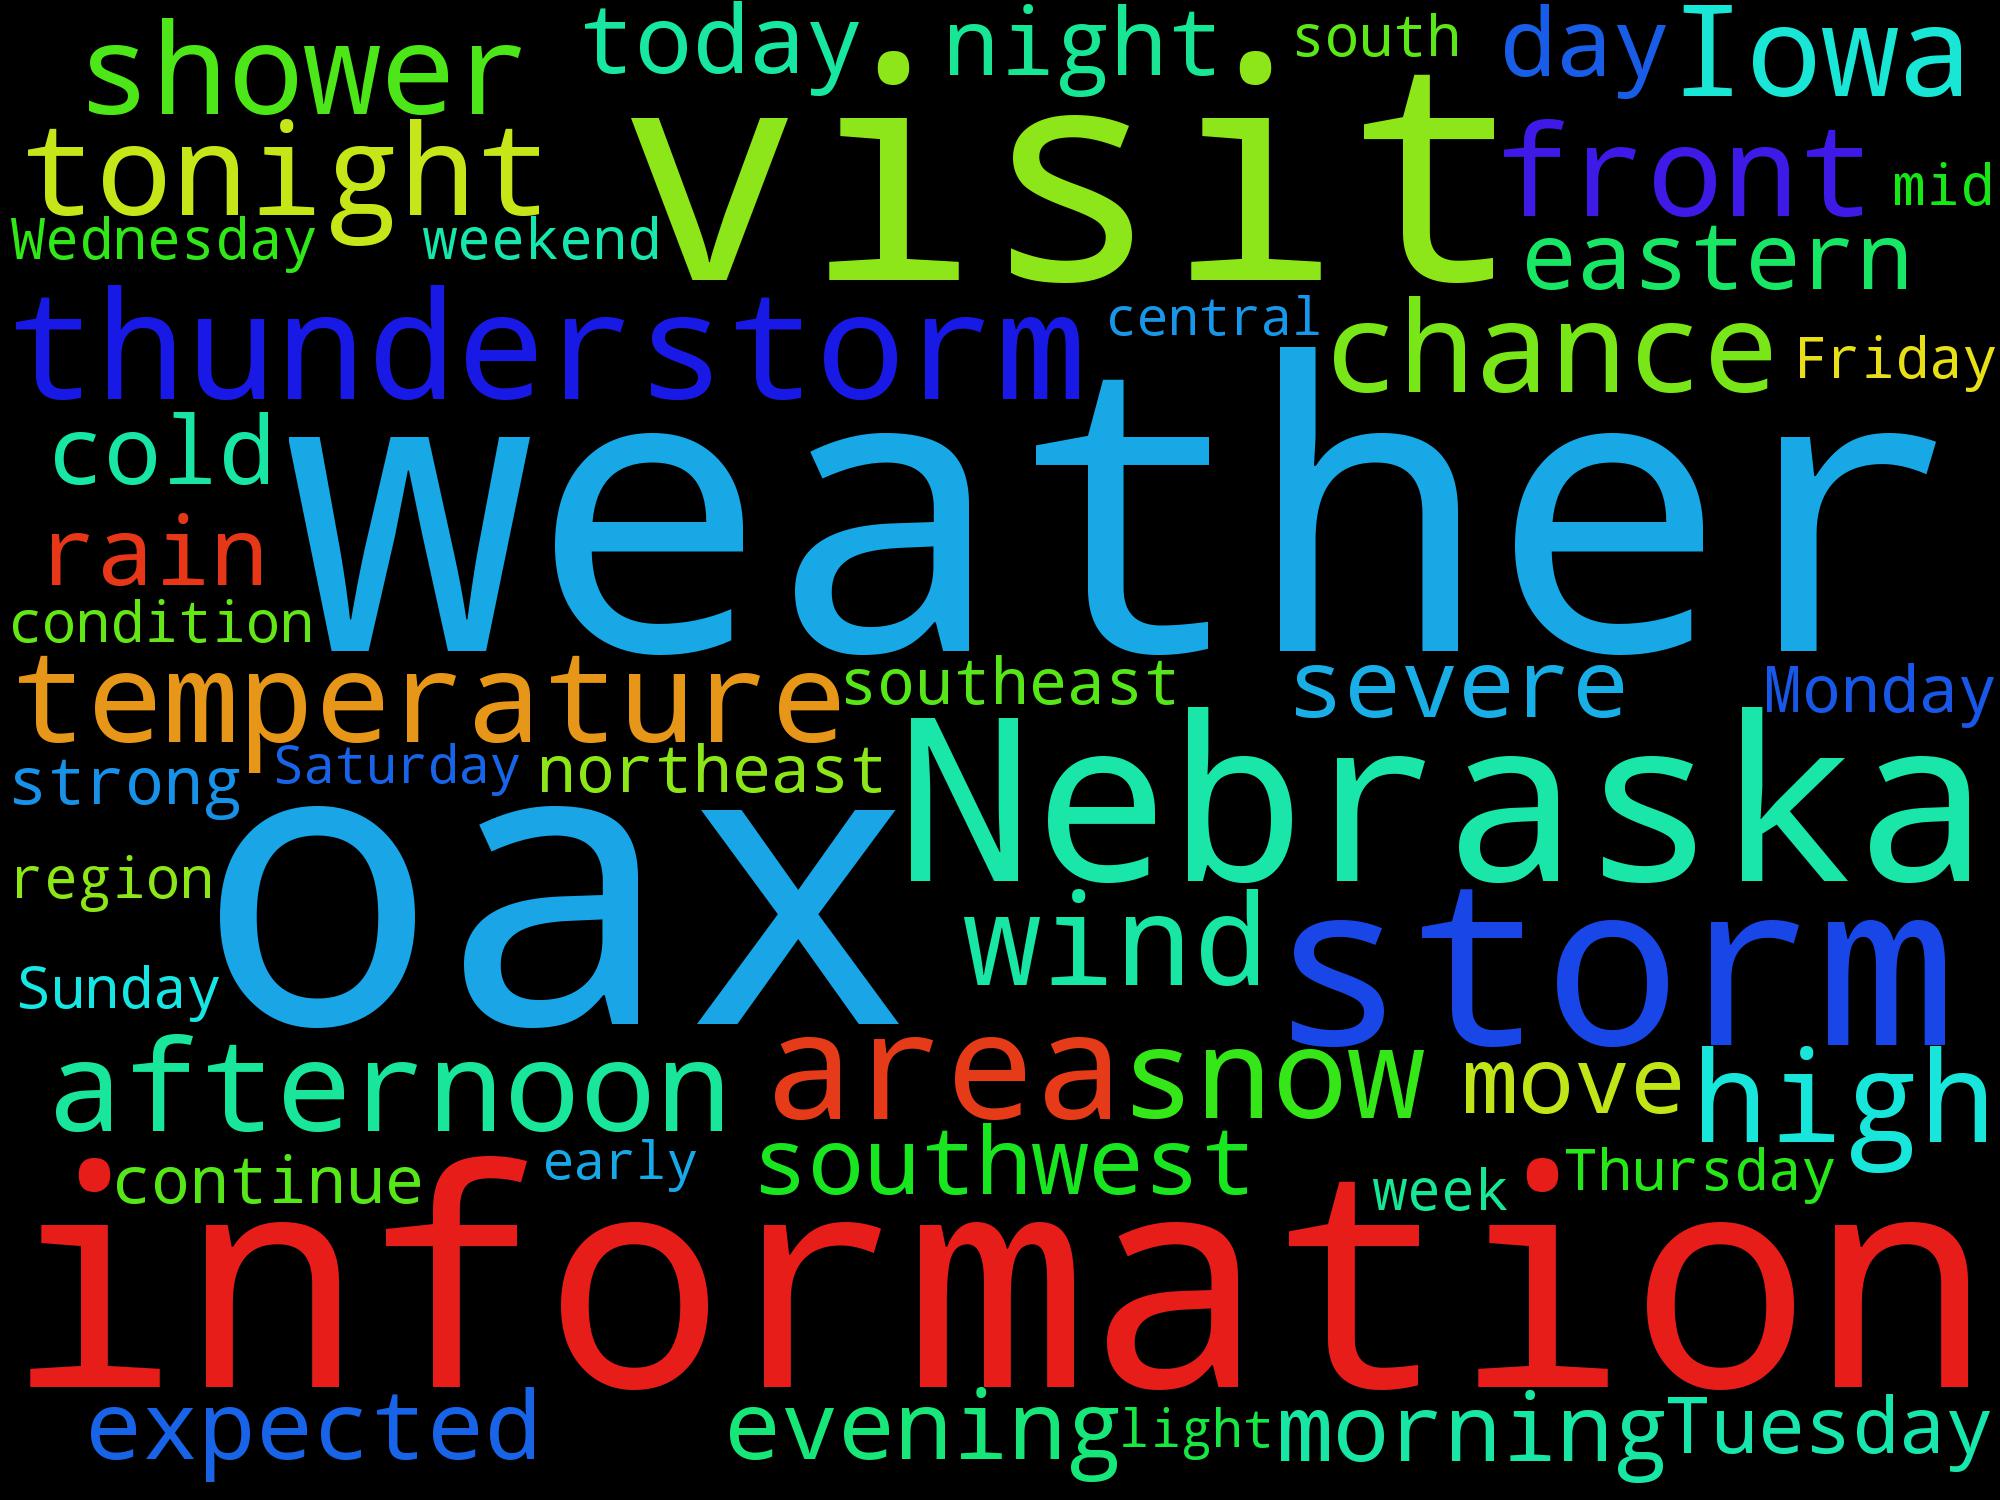 shower today night south day Iowa
tonight visit front mid
Wednesday weekend eastern
thunderstorm central chance Friday
cold weather
rain
condition
temperature southeast severe Monday
strong Saturday northeast Nebraska
oax
region wind storm
Sunday
afternoon area snow move high
continue early southwest week Thursday
information
expected evening light morning Tuesday